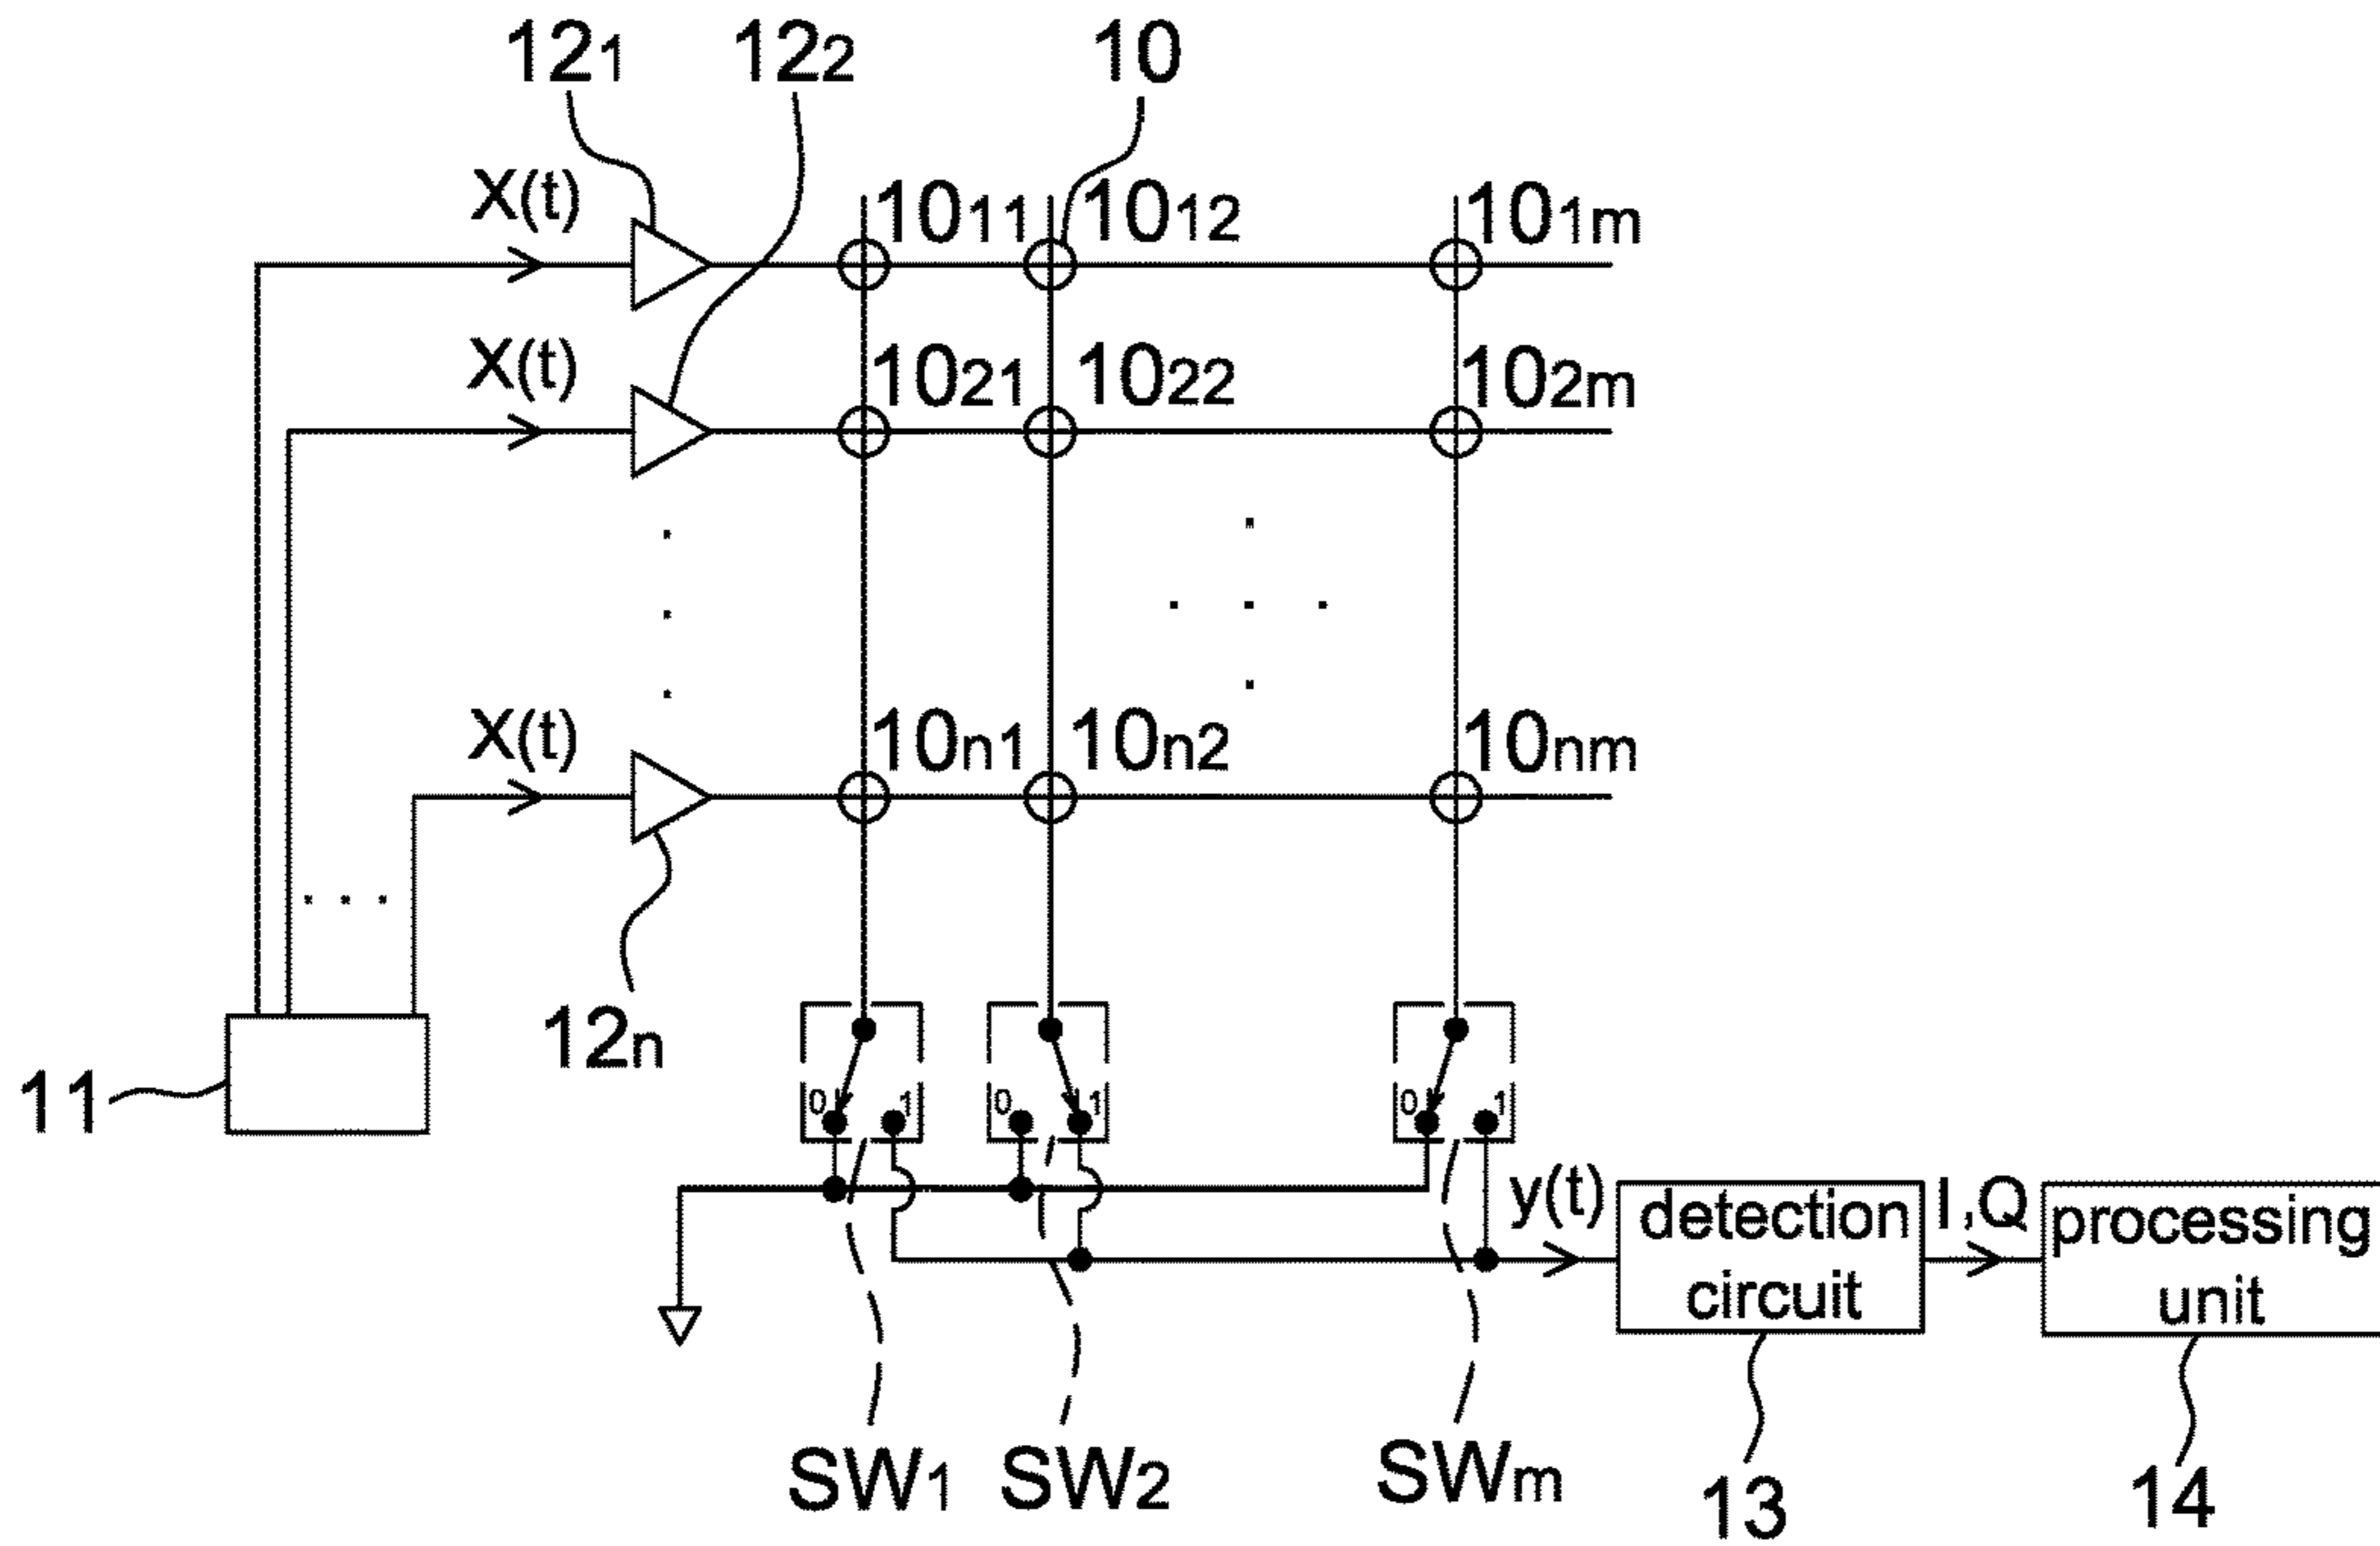 12₁ 12₂ 10
X(t) 10₁₁ 10₁₂ 10₁ₘ
X(t) 10₂₁ 10₂₂ 10₂ₘ
X(t) 10ₙ₁ 10ₙ₂ 10ₙₘ
12ₙ
11
0 1 0 1 0 1
y(t) detection circuit I,Q processing unit
SW₁ SW₂ SWₘ
13 14